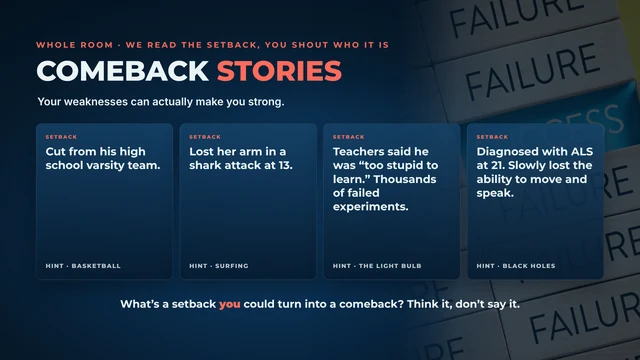 WHOLE ROOM · WE READ THE SETBACK, YOU SHOUT WHO IT IS
COMEBACK STORIES
Your weaknesses can actually make you strong.
SETBACK
Cut from his high
school varsity team.
HINT · BASKETBALL
SETBACK
Lost her arm in a
shark attack at 13.
HINT · SURFING
SETBACK
Teachers said he
was “too stupid to
learn.” Thousands
of failed
experiments.
HINT · THE LIGHT BULB
SETBACK
Diagnosed with ALS
at 21. Slowly lost the
ability to move and
speak.
HINT · BLACK HOLES
What’s a setback you could turn into a comeback? Think it, don’t say it.
FAILURE
FAILURE
FAILURE
FAILURE